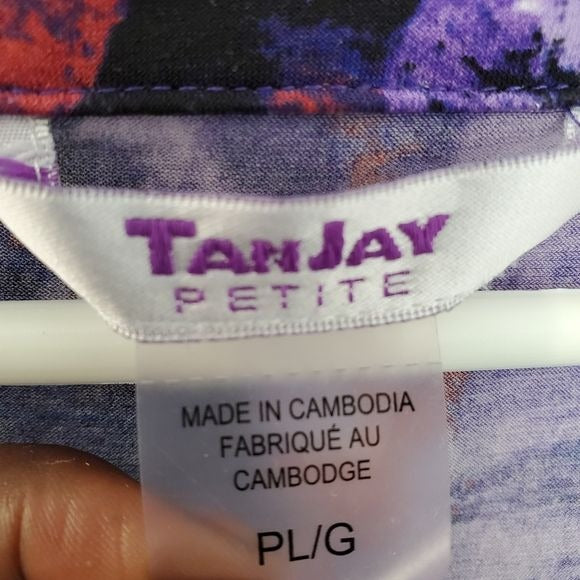 TANJAY
PETITE
MADE IN CAMBODIA
FABRIQUÉ AU
CAMBODGE
PL/G